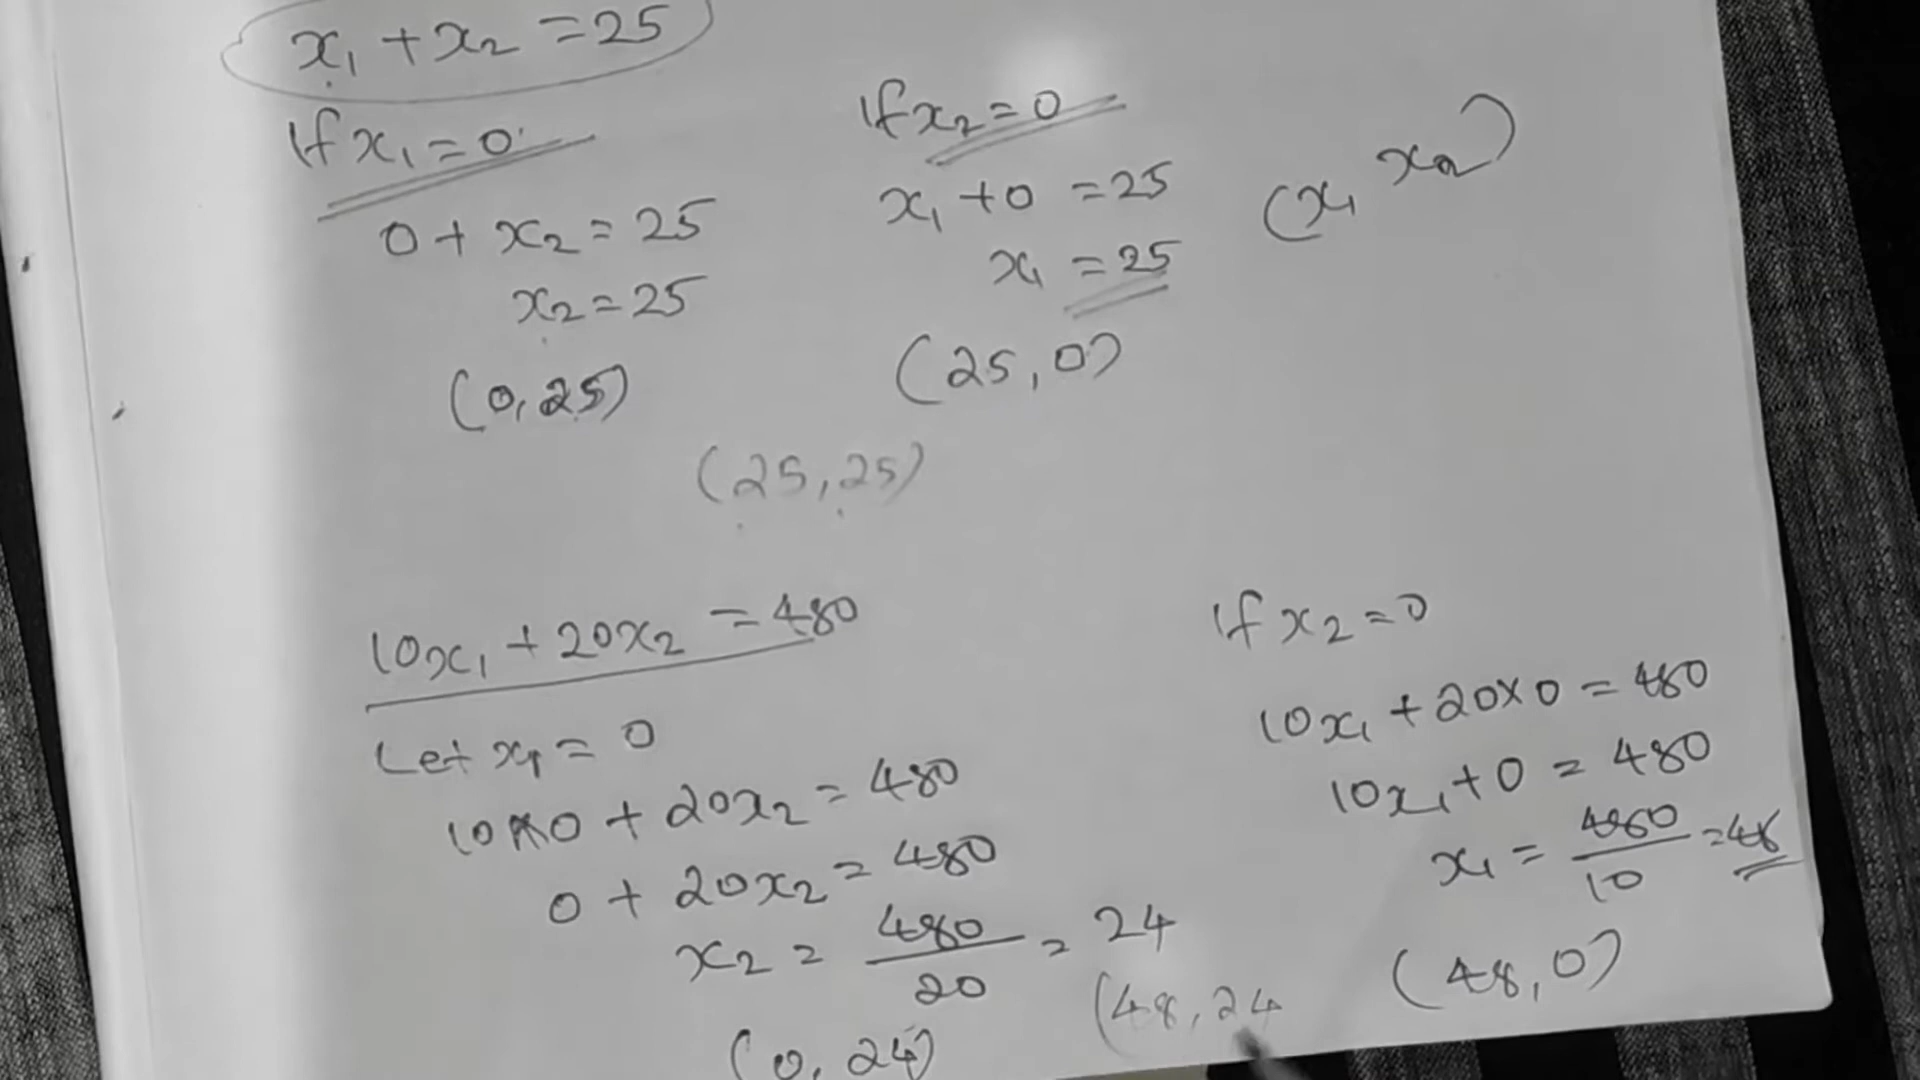 x₁ + x₂ = 25
If x₁ = 0
0 + x₂ = 25
x₂ = 25
(0, 25)
If x₂ = 0
x₁ + 0 = 25
x₁ = 25
(25, 0)
(x₁ x₂)
(25, 25)
10x₁ + 20x₂ = 480
Let x₁ = 0
10×0 + 20x₂ = 480
0 + 20x₂ = 480
x₂ = 480/20 = 24
(0, 24)
(48, 24
If x₂ = 0
10x₁ + 20×0 = 480
10x₁ + 0 = 480
x₁ = 480/10 = 48
(48, 0)